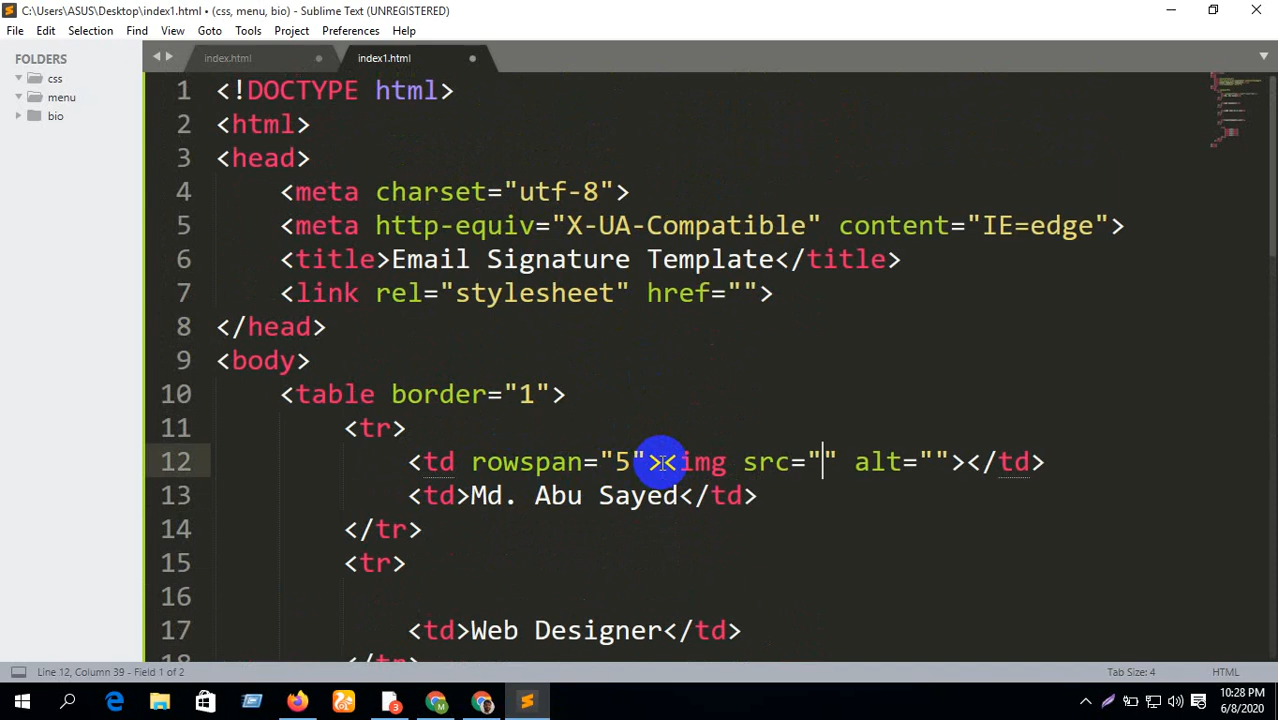 C:\Users\ASUS\Desktop\index1.html • (css, menu, bio) - Sublime Text (UNREGISTERED)
File Edit Selection Find View Goto Tools Project Preferences Help
FOLDERS
css
menu
bio
index.html
index1.html
1 <!DOCTYPE html>
2 <html>
3 <head>
4 <meta charset="utf-8">
5 <meta http-equiv="X-UA-Compatible" content="IE=edge">
6 <title>Email Signature Template</title>
7 <link rel="stylesheet" href="">
8 </head>
9 <body>
10 <table border="1">
11 <tr>
12 <td rowspan="5"><img src="" alt=""></td>
13 <td>Md. Abu Sayed</td>
14 </tr>
15 <tr>
16
17 <td>Web Designer</td>
18 </tr>
Line 12, Column 39 - Field 1 of 2
Tab Size: 4
HTML
3
M
10:28 PM
6/8/2020